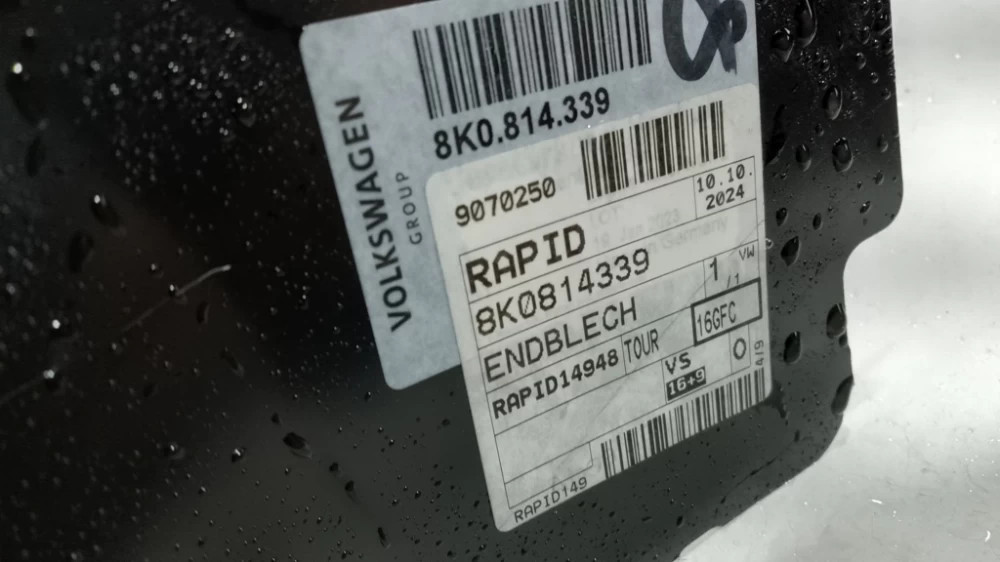 VOLKSWAGEN
GROUP
8K0.814.339
9070250
10.10.
2024
RAPID
8K0814339
1/1
VW
ENDBLECH
16GFC
RAPID14948
TOUR
VS
0
4/9
16+9
RAPID149